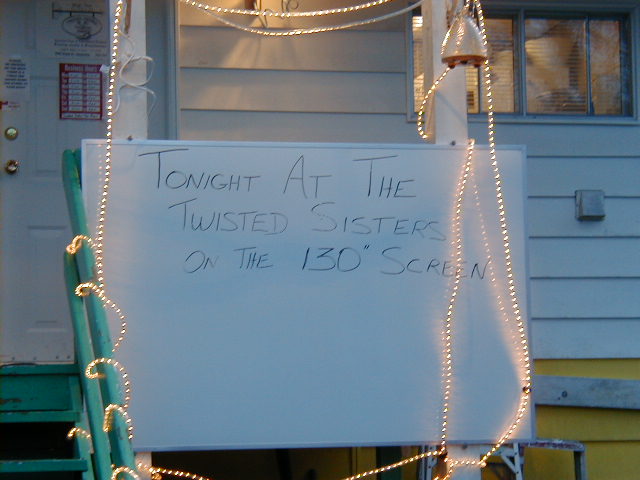 TONIGHT AT THE
TWISTED SISTERS
ON THE 130" SCREEN